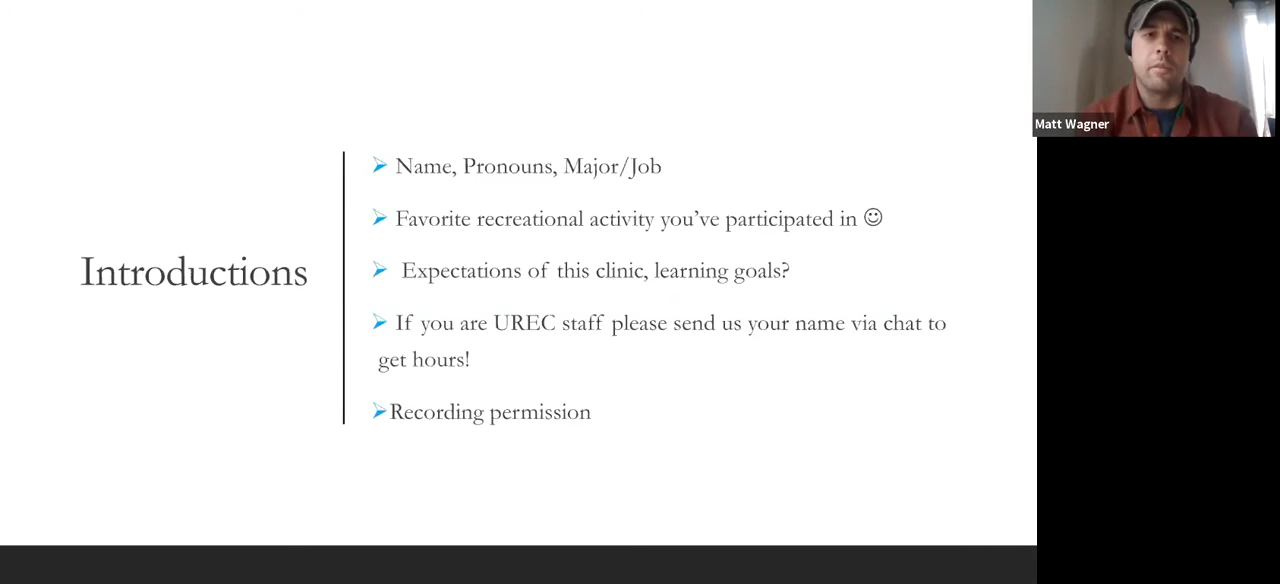 Introductions
➢ Name, Pronouns, Major/Job
➢ Favorite recreational activity you've participated in ☺
➢ Expectations of this clinic, learning goals?
➢ If you are UREC staff please send us your name via chat to
get hours!
➢Recording permission
Matt Wagner